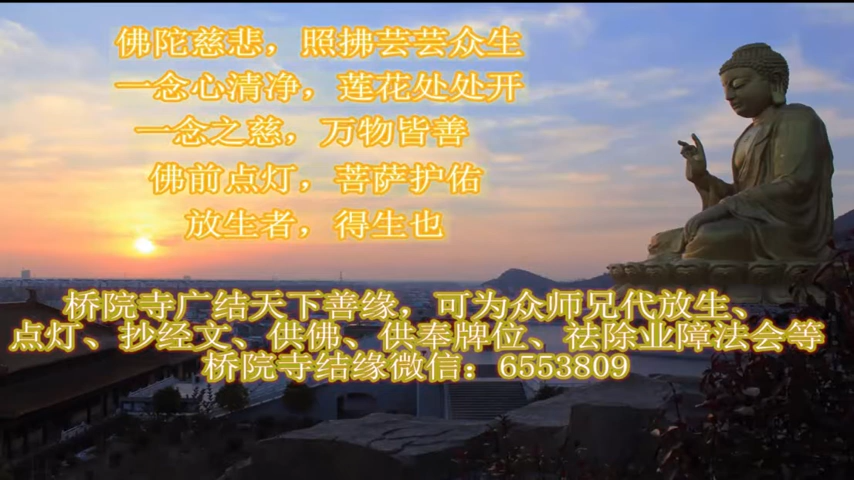 佛陀慈悲，照拂芸芸众生
一念心清净，莲花处处开
一念之慈，万物皆善
佛前点灯，菩萨护佑
放生者，得生也
桥院寺广结天下善缘，可为众师兄代放生、
点灯、抄经文、供佛、供奉牌位、祛除业障法会等
桥院寺结缘微信：6553809